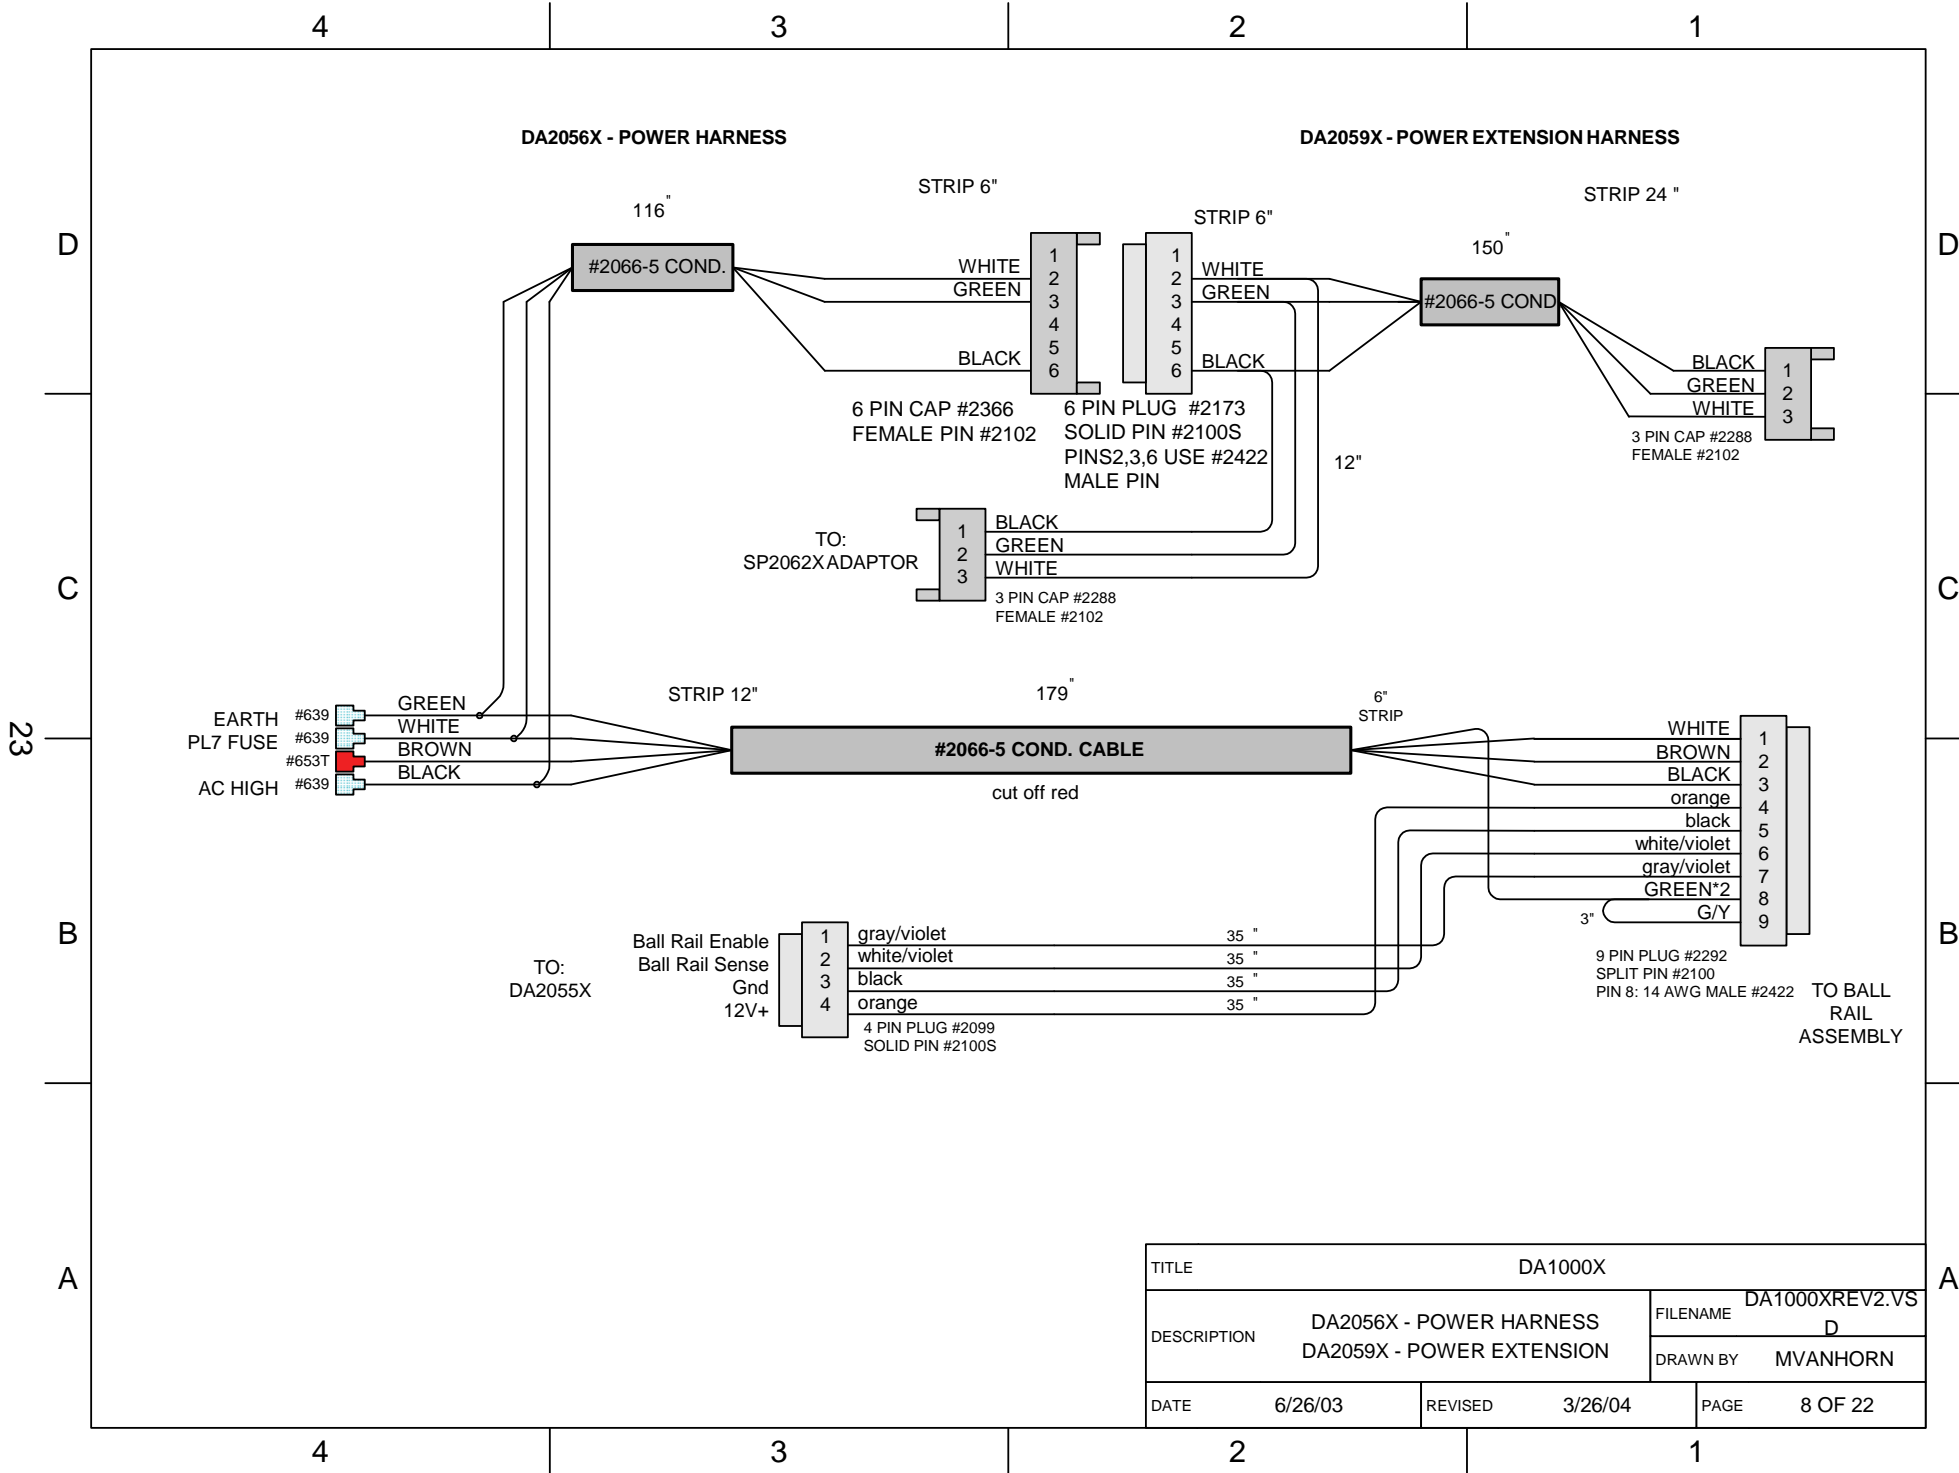 4 3 2 1
DA2056X - POWER HARNESS
DA2059X - POWER EXTENSION HARNESS
D
D
116"
STRIP 6"
#2066-5 COND.
WHITE
GREEN
BLACK
1
2
3
4
5
6
6 PIN CAP #2366
FEMALE PIN #2102
STRIP 6"
1
2
3
4
5
6
WHITE
GREEN
BLACK
6 PIN PLUG #2173
SOLID PIN #2100S
PINS2,3,6 USE #2422
MALE PIN
12"
150"
STRIP 24 "
#2066-5 COND
BLACK
GREEN
WHITE
1
2
3
3 PIN CAP #2288
FEMALE #2102
C
C
TO:
SP2062X ADAPTOR
1
2
3
BLACK
GREEN
WHITE
3 PIN CAP #2288
FEMALE #2102
23
EARTH #639 GREEN
PL7 FUSE #639 WHITE
#653T BROWN
AC HIGH #639 BLACK
STRIP 12"
179"
6"
STRIP
#2066-5 COND. CABLE
cut off red
WHITE 1
BROWN 2
BLACK 3
orange 4
black 5
white/violet 6
gray/violet 7
GREEN*2 8
G/Y 9
3"
9 PIN PLUG #2292
SPLIT PIN #2100
PIN 8: 14 AWG MALE #2422
TO BALL
RAIL
ASSEMBLY
B
B
TO:
DA2055X
Ball Rail Enable 1 gray/violet 35 "
Ball Rail Sense 2 white/violet 35 "
Gnd 3 black 35 "
12V+ 4 orange 35 "
4 PIN PLUG #2099
SOLID PIN #2100S
A
A
TITLE DA1000X
DESCRIPTION
DA2056X - POWER HARNESS
DA2059X - POWER EXTENSION
FILENAME DA1000XREV2.VS
D
DRAWN BY MVANHORN
DATE 6/26/03 REVISED 3/26/04 PAGE 8 OF 22
4 3 2 1